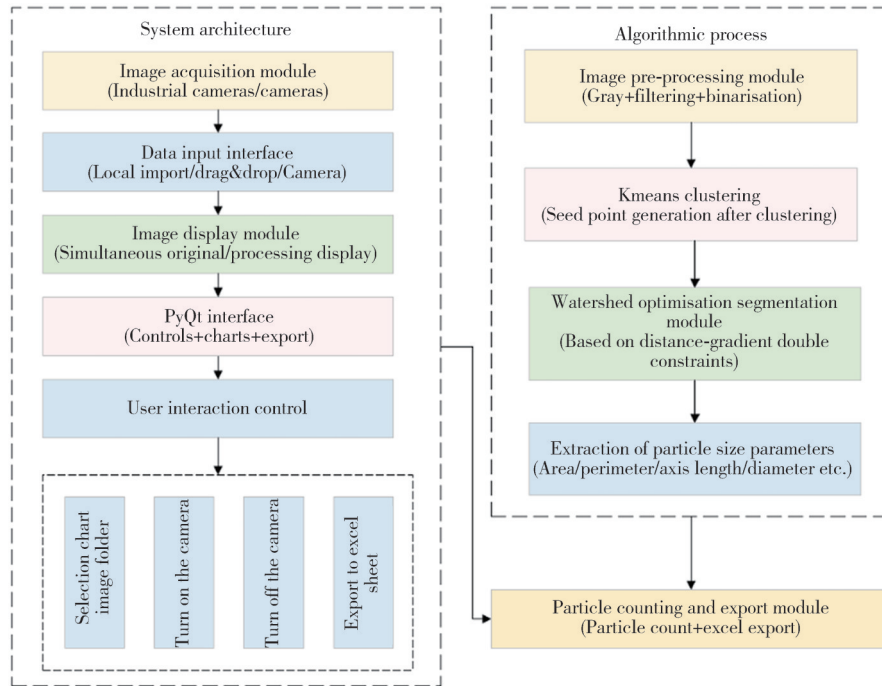 System architecture
Image acquisition module
(Industrial cameras/cameras)
Data input interface
(Local import/drag&drop/Camera)
Image display module
(Simultaneous original/processing display)
PyQt interface
(Controls+charts+export)
User interaction control
Selection chart
image folder
Turn on the camera
Turn off the camera
Export to excel
sheet
Algorithmic process
Image pre-processing module
(Gray+filtering+binarisation)
Kmeans clustering
(Seed point generation after clustering)
Watershed optimisation segmentation
module
(Based on distance-gradient double
constraints)
Extraction of particle size parameters
(Area/perimeter/axis length/diameter etc.)
Particle counting and export module
(Particle count+excel export)